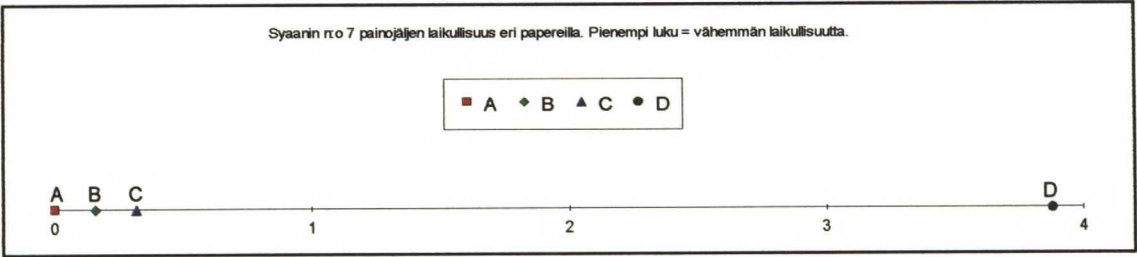 Syaanin n:o 7 painojäljen laikullisuus eri papereilla. Pienempi luku = vähemmän laikullisuutta.
A B C D
A B C D
0 1 2 3 4